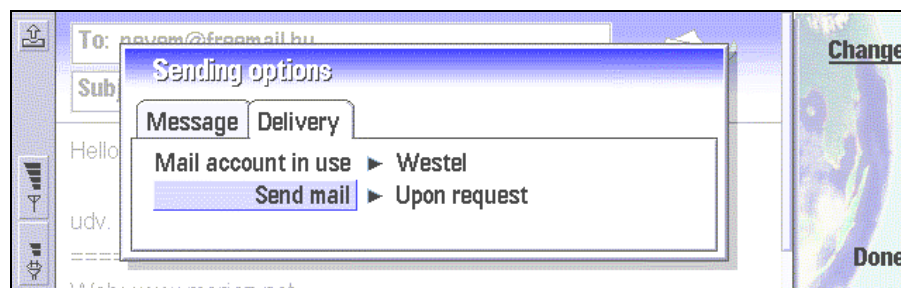 To: nevem@freemail.hu
Change
Sending options
Subj
Message Delivery
Hello
Mail account in use ► Westel
Send mail ► Upon request
udv.
Done